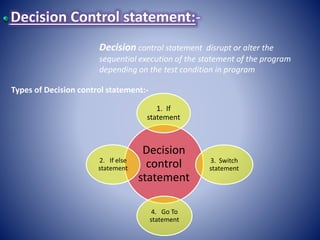 Decision Control statement:-
Decision control statement disrupt or alter the
sequential execution of the statement of the program
depending on the test condition in program
Types of Decision control statement:-
1. If
statement
2. If else
statement
Decision
control
statement
3. Switch
statement
4. Go To
statement